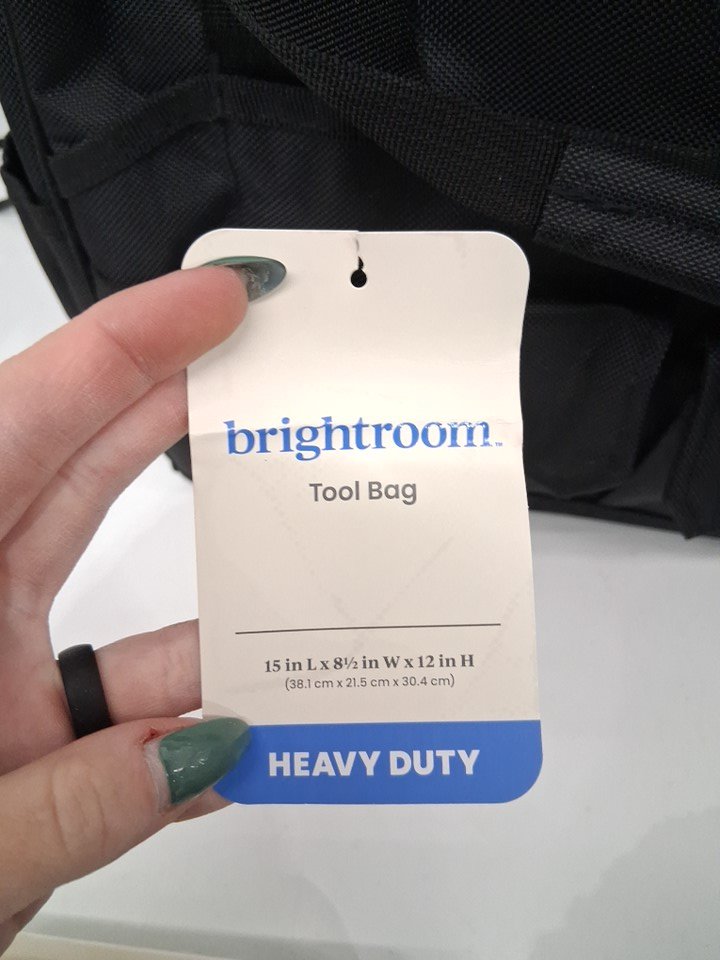 brightroom™
Tool Bag
15 in L x 8½ in W x 12 in H
(38.1 cm x 21.5 cm x 30.4 cm)
HEAVY DUTY